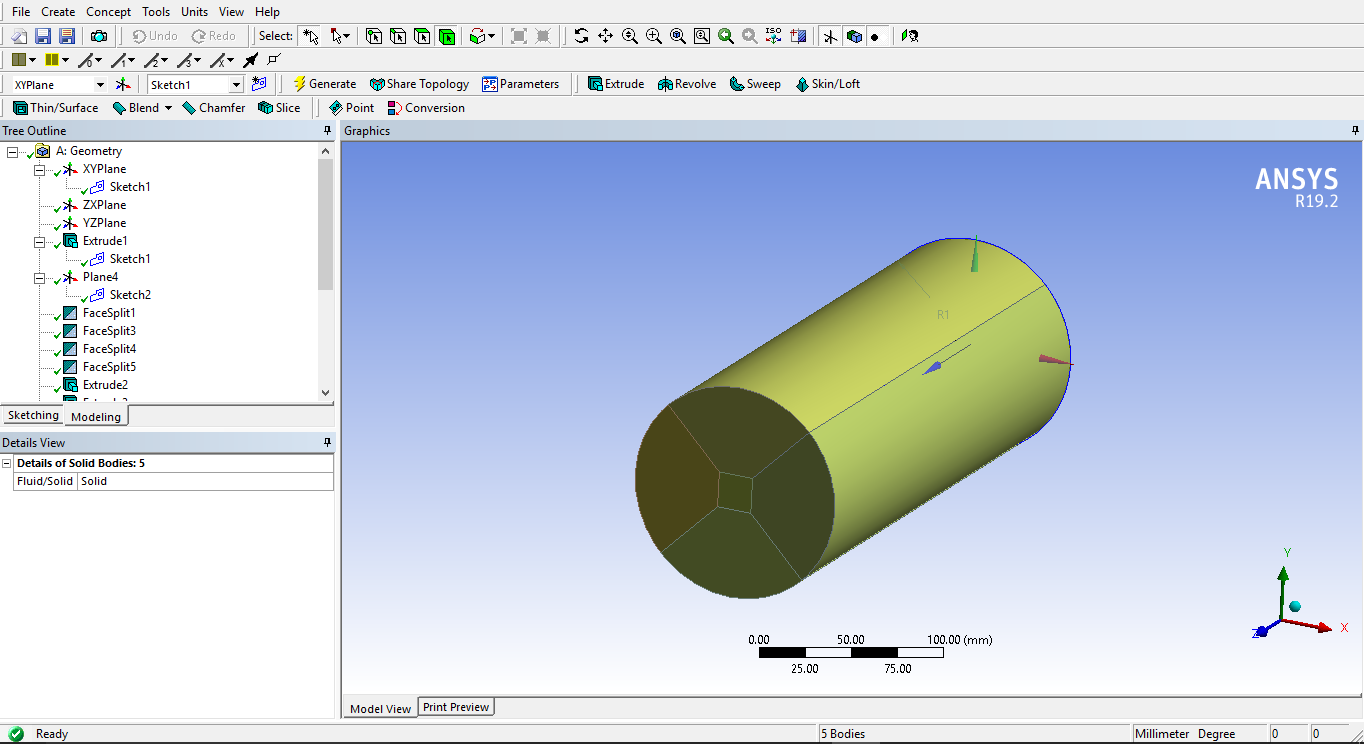 File Create Concept Tools Units View Help
Undo Redo Select: ISO
XYPlane Sketch1 Generate Share Topology Parameters Extrude Revolve Sweep Skin/Loft
Thin/Surface Blend Chamfer Slice Point Conversion
Tree Outline
A: Geometry
XYPlane
Sketch1
ZXPlane
YZPlane
Extrude1
Sketch1
Plane4
Sketch2
FaceSplit1
FaceSplit3
FaceSplit4
FaceSplit5
Extrude2
Sketching Modeling
Details View
Details of Solid Bodies: 5
Fluid/Solid Solid
Graphics
ANSYS
R19.2
R1
Y
X
Z
0.00 50.00 100.00 (mm)
25.00 75.00
Model View Print Preview
Ready 5 Bodies Millimeter Degree 0 0